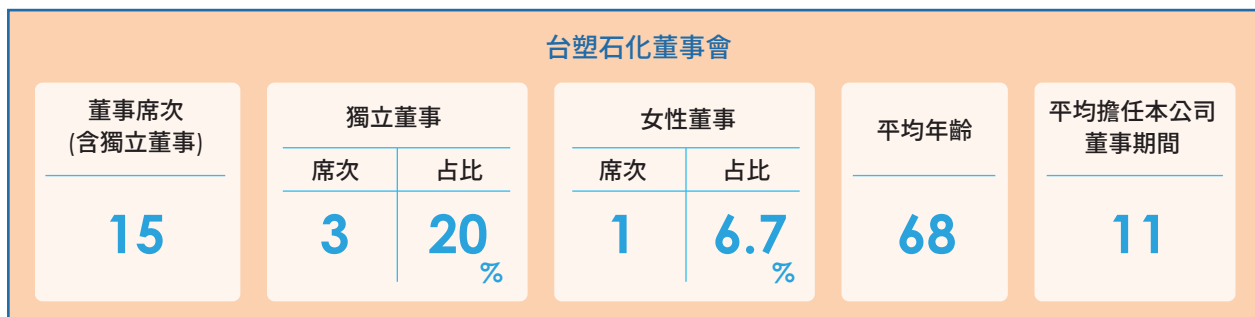 台塑石化董事會
董事席次
(含獨立董事)
15
獨立董事
席次 占比
3 20
%
女性董事
席次 占比
1 6.7
%
平均年齡
68
平均擔任本公司
董事期間
11